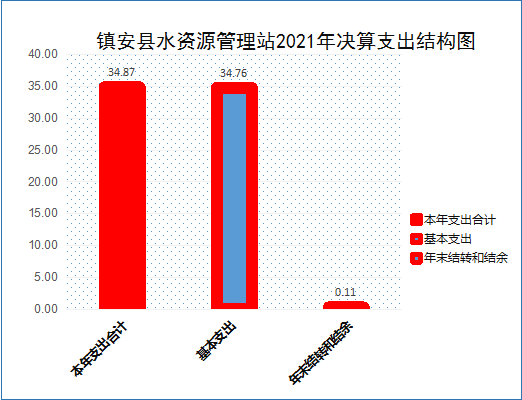 镇安县水资源管理站2021年决算支出结构图
40.00
35.00
30.00
25.00
20.00
15.00
10.00
5.00
0.00
34.87
34.76
0.11
本年支出合计
基本支出
年末结转和结余
本年支出合计
基本支出
年末结转和结余